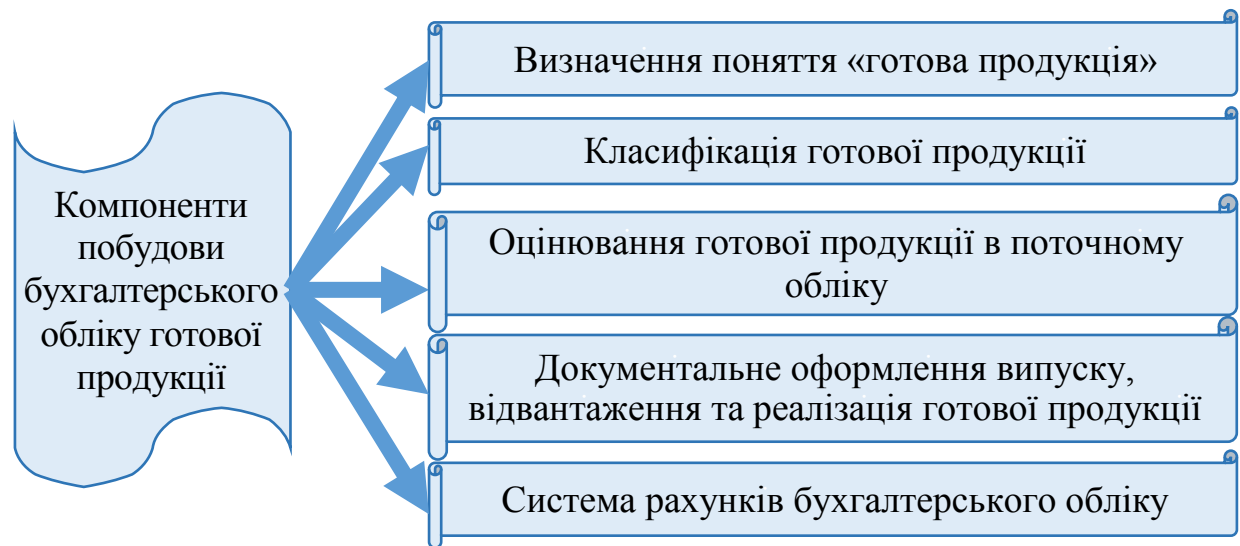 Компоненти
побудови
бухгалтерського
обліку готової
продукції
Визначення поняття «готова продукція»
Класифікація готової продукції
Оцінювання готової продукції в поточному
обліку
Документальне оформлення випуску,
відвантаження та реалізація готової продукції
Система рахунків бухгалтерського обліку